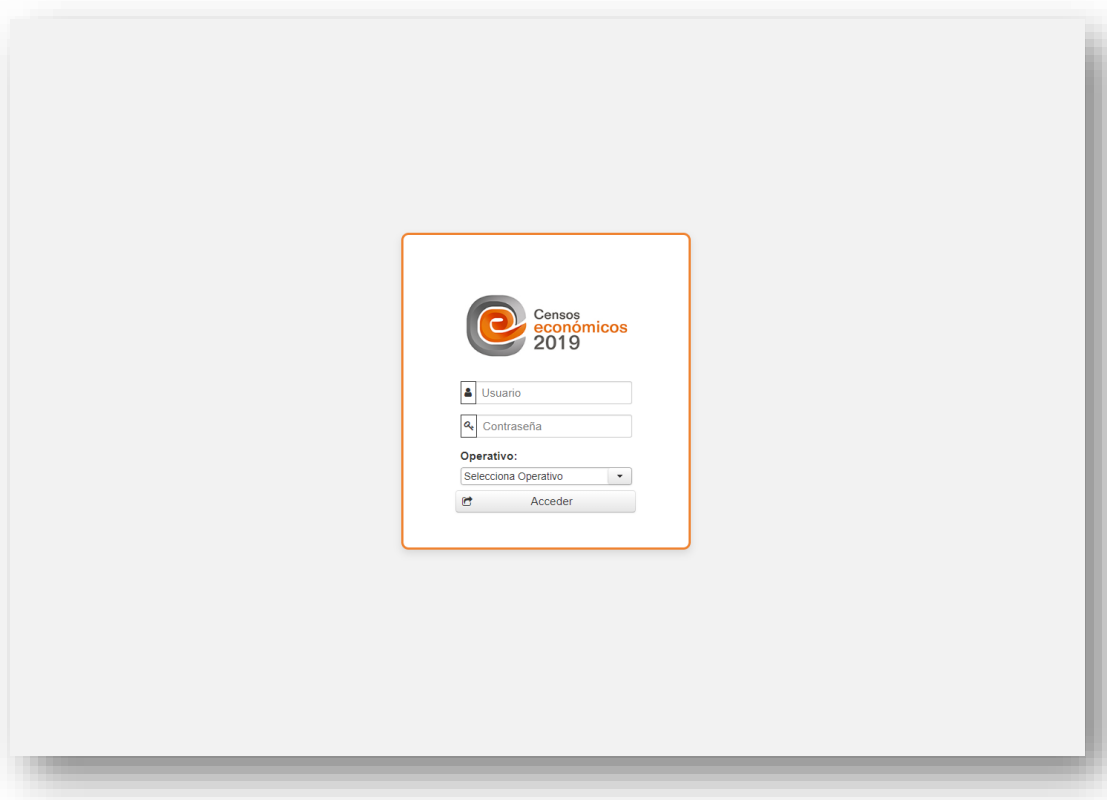 Censos
económicos
2019
Usuario
Contraseña
Operativo:
Selecciona Operativo
Acceder